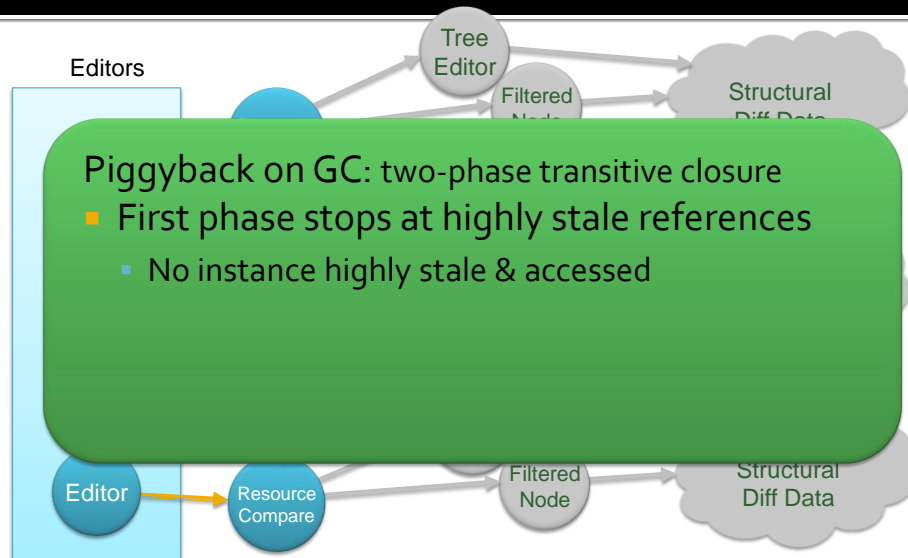 Tree
Editor
Editors
Filtered
Structural
Piggyback on GC: two-phase transitive closure
First phase stops at highly stale references
No instance highly stale & accessed
Filtered
Node
Structural
Diff Data
Editor
Resource
Compare